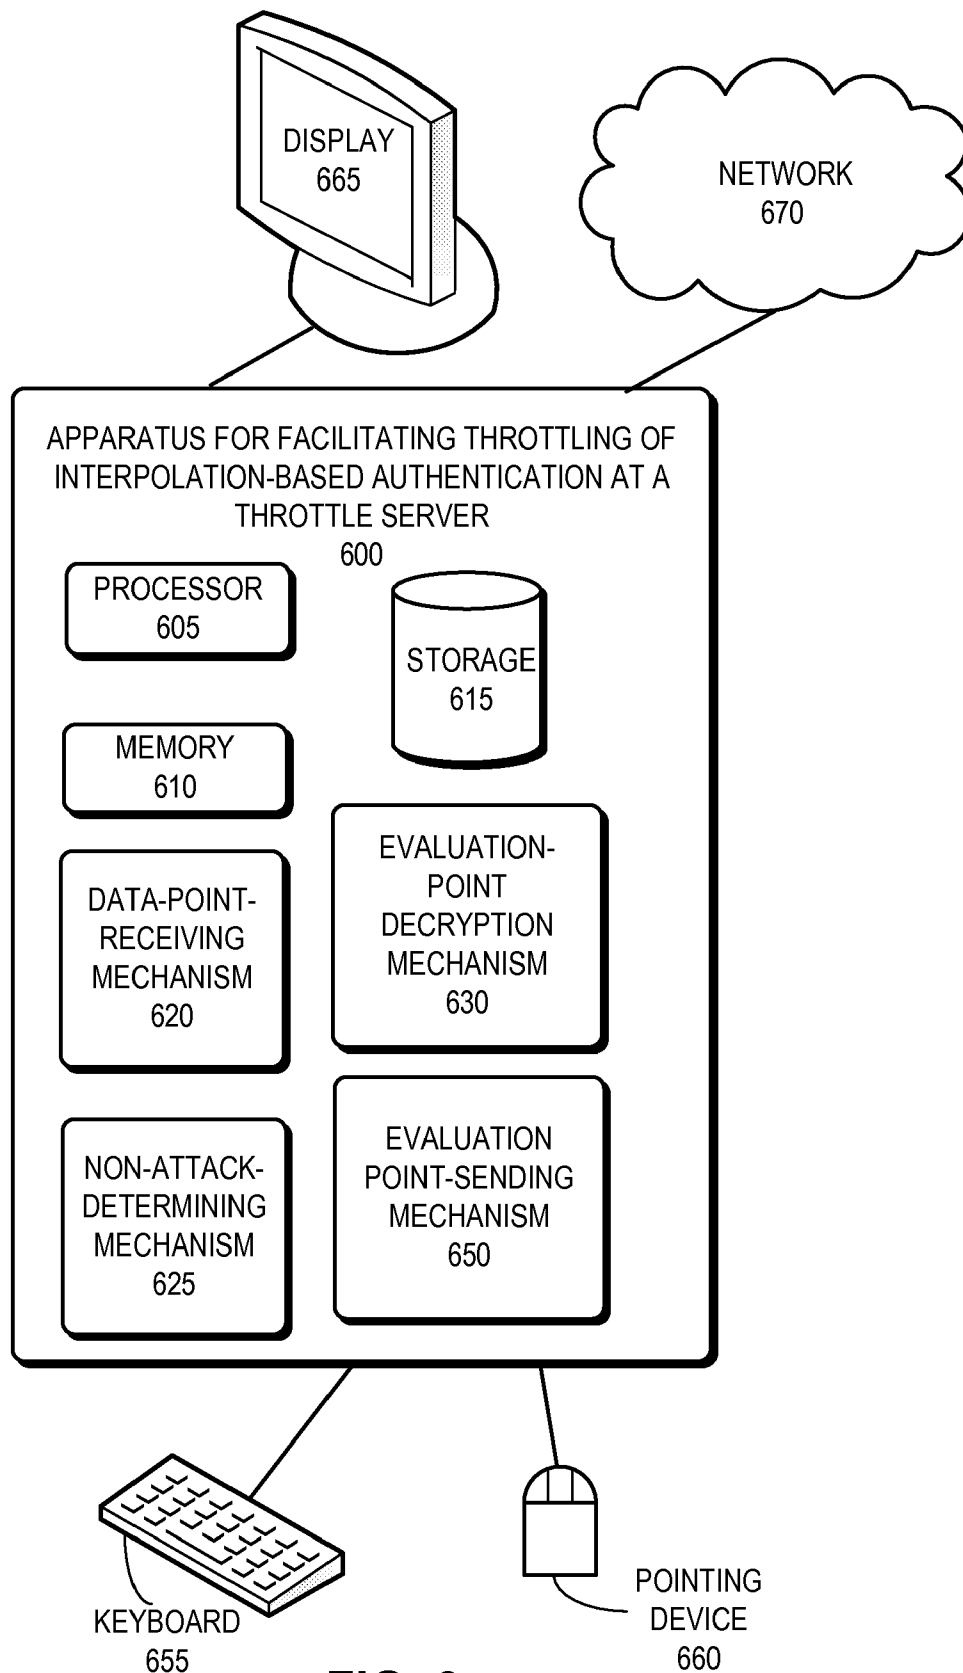 DISPLAY
665
NETWORK
670
APPARATUS FOR FACILITATING THROTTLING OF
INTERPOLATION-BASED AUTHENTICATION AT A
THROTTLE SERVER
600
PROCESSOR
605
STORAGE
615
MEMORY
610
EVALUATION-
POINT
DECRYPTION
MECHANISM
630
DATA-POINT-
RECEIVING
MECHANISM
620
EVALUATION
POINT-SENDING
MECHANISM
650
NON-ATTACK-
DETERMINING
MECHANISM
625
KEYBOARD
655
POINTING
DEVICE
660